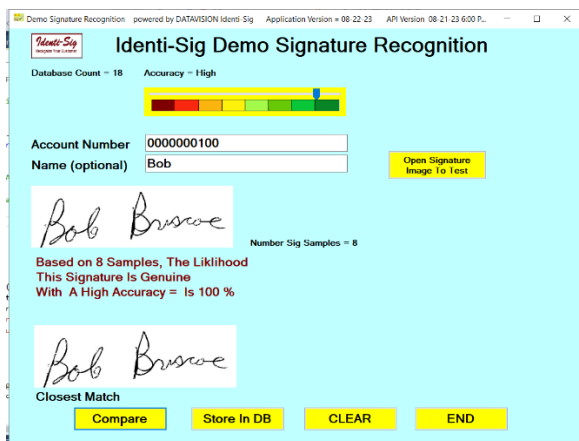 Demo Signature Recognition powered by DATAVISION Identi-Sig Application Version = 08-22-23 API Version 08-21-23 6:00 P...
Identi-Sig
Identi-Sig Demo Signature Recognition
Database Count = 18 Accuracy = High
Account Number 0000000100
Name (optional) Bob
Open Signature
Image To Test
Bob Briscoe
Number Sig Samples = 8
Based on 8 Samples, The Liklihood
This Signature Is Genuine
With A High Accuracy = Is 100 %
Bob Briscoe
Closest Match
Compare Store In DB CLEAR END